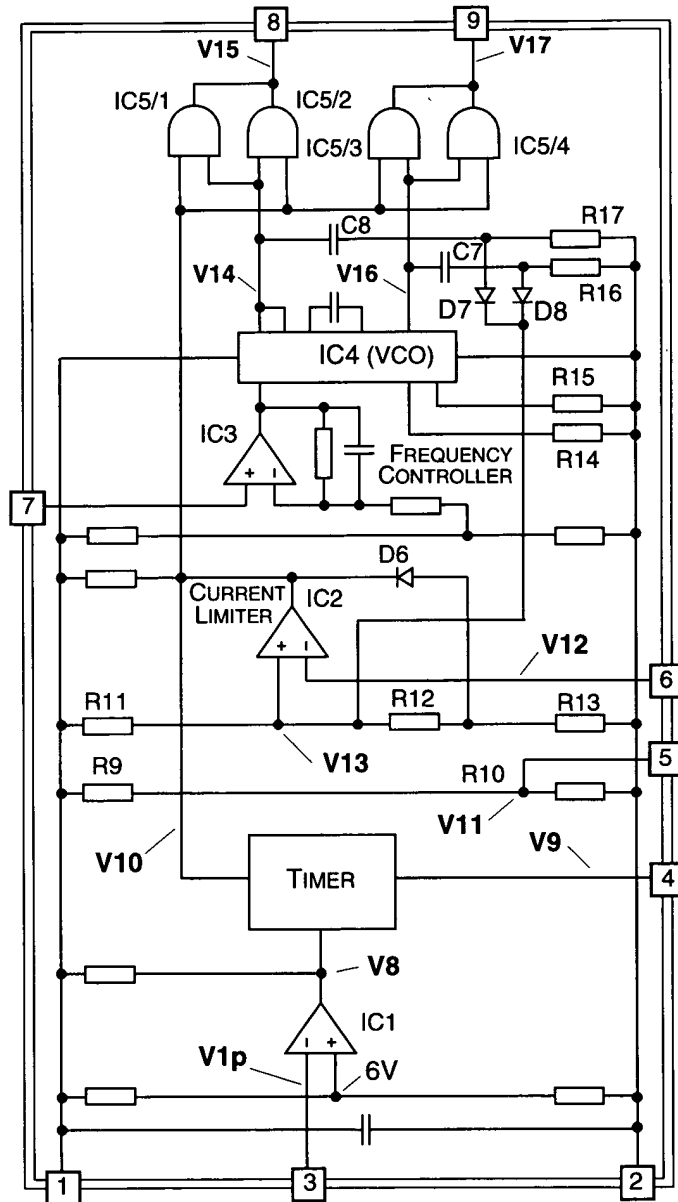 8
9
V15
V17
IC5/1
IC5/2
IC5/3
IC5/4
C8
R17
C7
V14
V16
R16
D7
D8
IC4 (VCO)
R15
IC3
R14
FREQUENCY
CONTROLLER
+
–
7
D6
CURRENT
LIMITER
IC2
+
–
V12
6
R11
R12
R13
V13
5
R9
R10
V11
V10
V9
TIMER
4
V8
IC1
–
+
V1p
6V
1
3
2